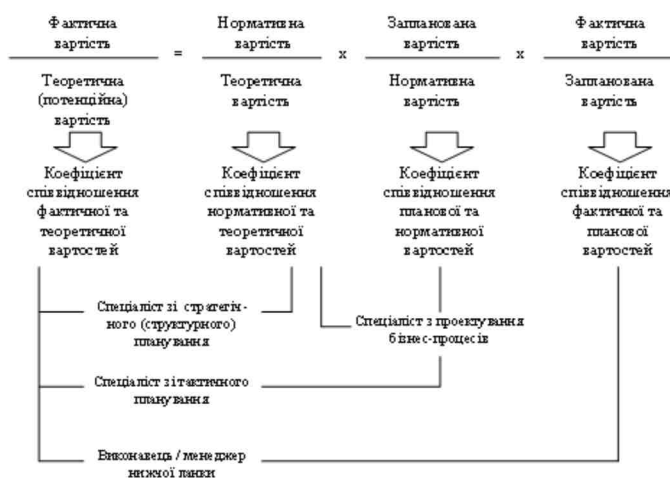 Фактична вартість = Нормативна вартість x Запланована вартість x Фактична вартість
Теоретична (потенційна) вартість
Теоретична вартість
Нормативна вартість
Запланована вартість
Коефіцієнт
співвідношення
фактичної та
теоретичної
вартостей
Коефіцієнт
співвідношення
нормативної та
теоретичної
вартостей
Коефіцієнт
співвідношення
планової та
нормативної
вартостей
Коефіцієнт
співвідношення
фактичної та
планової
вартостей
Спеціаліст зі стратегіч-
ного (структурного)
планування
Спеціаліст з проектування
бізнес-процесів
Спеціаліст зі тактичного
планування
Виконавець / менеджер
нижчої ланки